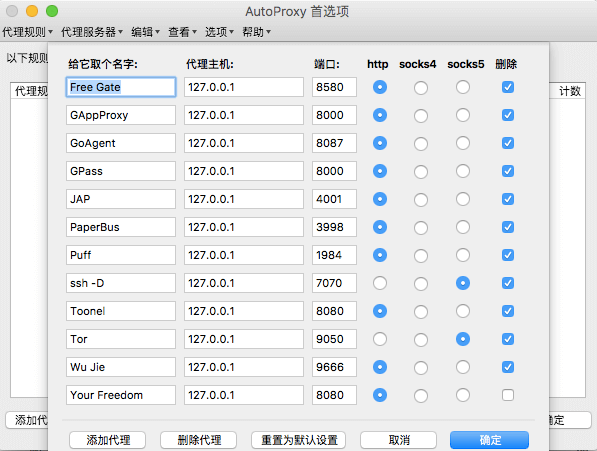 AutoProxy 首选项
代理规则 代理服务器 编辑 查看 选项 帮助
以下规则
代理规
计数
给它取个名字: 代理主机: 端口: http socks4 socks5 删除
Free Gate 127.0.0.1 8580
GAppProxy 127.0.0.1 8000
GoAgent 127.0.0.1 8087
GPass 127.0.0.1 8000
JAP 127.0.0.1 4001
PaperBus 127.0.0.1 3998
Puff 127.0.0.1 1984
ssh -D 127.0.0.1 7070
Toonel 127.0.0.1 8080
Tor 127.0.0.1 9050
Wu Jie 127.0.0.1 9666
Your Freedom 127.0.0.1 8080
添加代
定
添加代理 删除代理 重置为默认设置 取消 确定